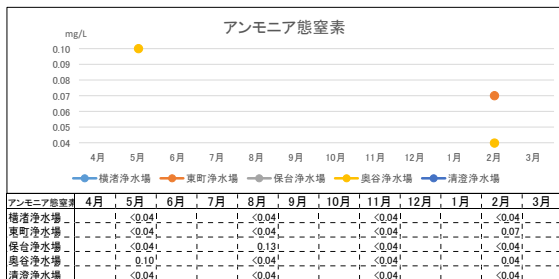 アンモニア態窒素
mg/L
0.10
0.09
0.08
0.07
0.06
0.05
0.04
4月 5月 6月 7月 8月 9月 10月 11月 12月 1月 2月 3月
横渚浄水場 東町浄水場 保台浄水場 奥谷浄水場 清澄浄水場
アンモニア態窒素 4月 5月 6月 7月 8月 9月 10月 11月 12月 1月 2月 3月
横渚浄水場 <0.04 <0.04 <0.04 <0.04
東町浄水場 <0.04 <0.04 <0.04 0.07
保台浄水場 <0.04 0.13 <0.04 <0.04
奥谷浄水場 0.10 <0.04 <0.04 0.04
清澄浄水場 <0.04 <0.04 <0.04 <0.04